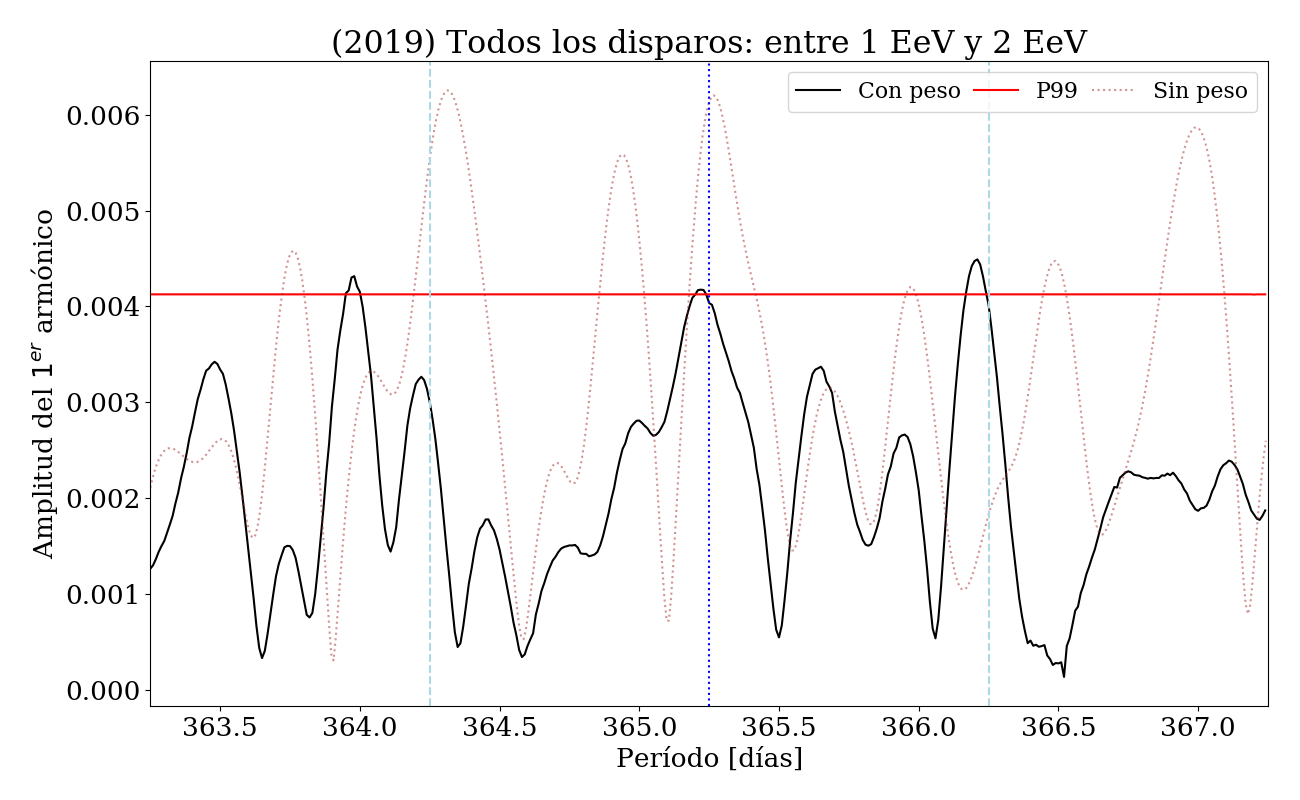 (2019) Todos los disparos: entre 1 EeV y 2 EeV
Con peso P99 Sin peso
Amplitud del 1^{er} armónico
0.006
0.005
0.004
0.003
0.002
0.001
0.000
363.5 364.0 364.5 365.0 365.5 366.0 366.5 367.0
Período [días]